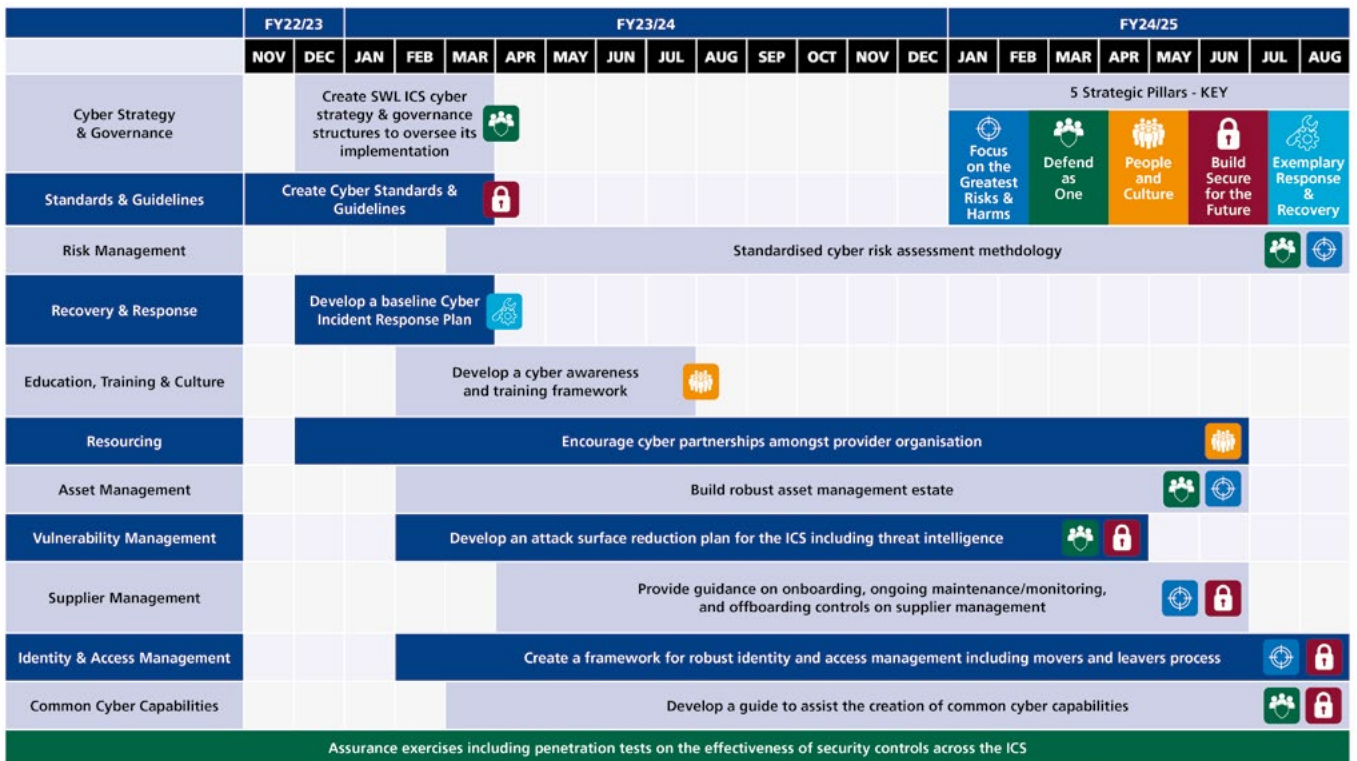 FY22/23 FY23/24 FY24/25
NOV DEC JAN FEB MAR APR MAY JUN JUL AUG SEP OCT NOV DEC JAN FEB MAR APR MAY JUN JUL AUG
Cyber Strategy
& Governance
Create SWL ICS cyber
strategy & governance
structures to oversee its
implementation
5 Strategic Pillars - KEY
Focus
on the
Greatest
Risks &
Harms
Defend
as
One
People
and
Culture
Build
Secure
for the
Future
Exemplary
Response
&
Recovery
Standards & Guidelines
Create Cyber Standards &
Guidelines
Risk Management
Standardised cyber risk assessment methdology
Recovery & Response
Develop a baseline Cyber
Incident Response Plan
Education, Training & Culture
Develop a cyber awareness
and training framework
Resourcing
Encourage cyber partnerships amongst provider organisation
Asset Management
Build robust asset management estate
Vulnerability Management
Develop an attack surface reduction plan for the ICS including threat intelligence
Supplier Management
Provide guidance on onboarding, ongoing maintenance/monitoring,
and offboarding controls on supplier management
Identity & Access Management
Create a framework for robust identity and access management including movers and leavers process
Common Cyber Capabilities
Develop a guide to assist the creation of common cyber capabilities
Assurance exercises including penetration tests on the effectiveness of security controls across the ICS